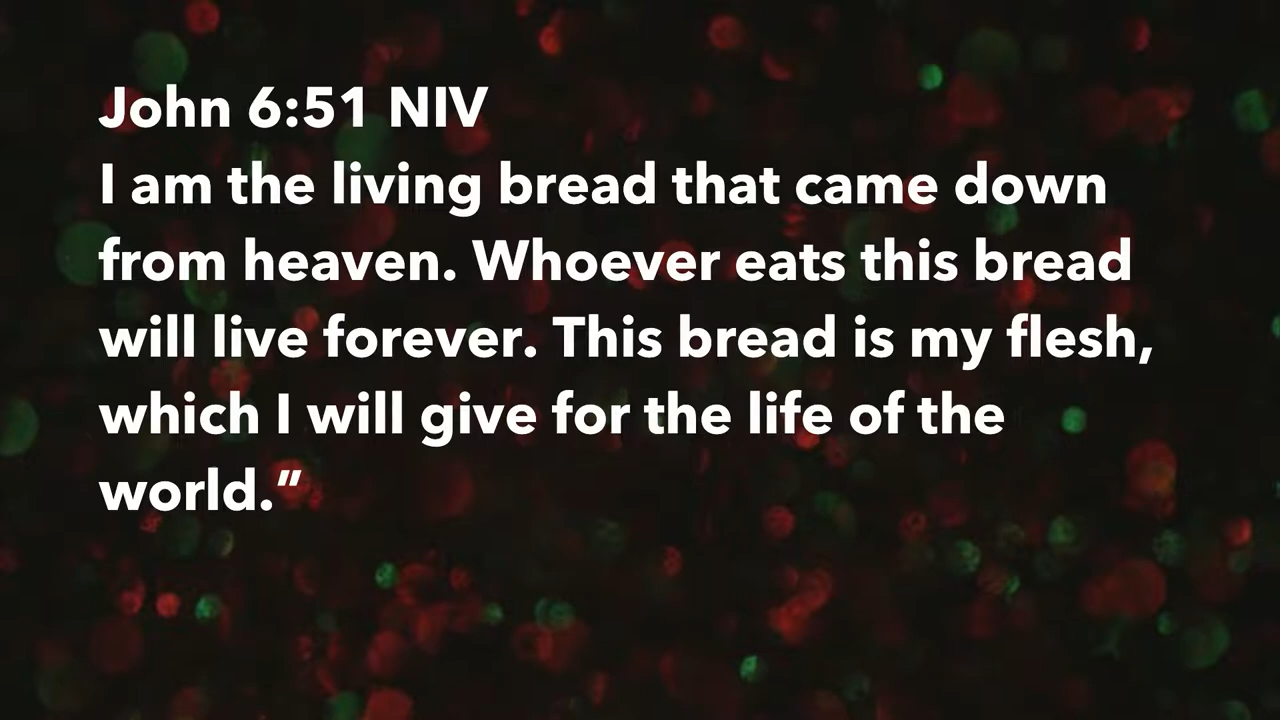 John 6:51 NIV
I am the living bread that came down
from heaven. Whoever eats this bread
will live forever. This bread is my flesh,
which I will give for the life of the
world.”